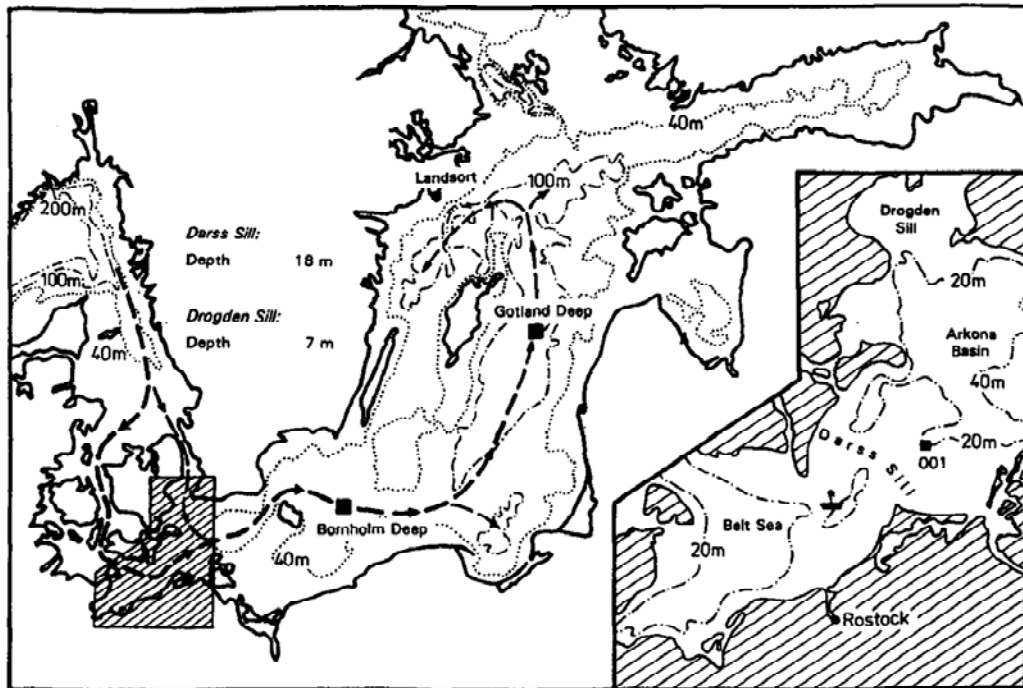 40m
Landsort
100m
200m
Darss Sill:
Depth 18 m
100m
Drogden Sill:
Depth 7 m
40m
Gotland Deep
Bornholm Deep
40m
Drogden
Sill
20m
Arkona
Basin
40m
Darss Sill
20m
001
Belt Sea
20m
Rostock